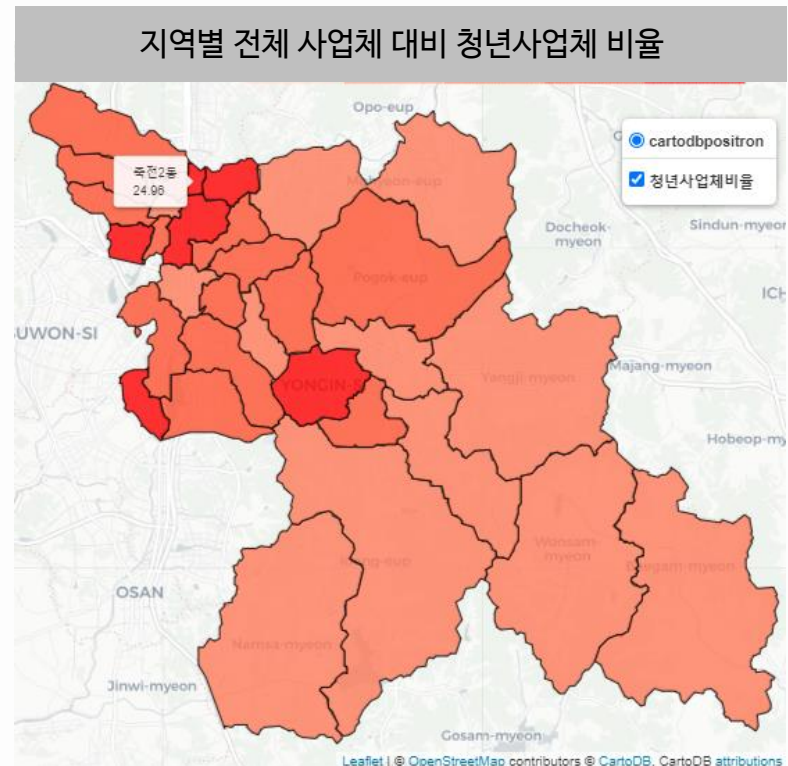 지역별 전체 사업체 대비 청년사업체 비율
Opo-eup
cartodbpositron
청년사업체비율
죽전2동
24.96
Mohyeon-eup
Docheok-
myeon
Sindun-myeon
Pogok-eup
ICH
SUWON-SI
Majang-myeon
YONGIN-S
Yangji-myeon
Hobeop-my
Wonsam-
myeon
OSAN
Namsa-myeon
Jinwi-myeon
Gosam-myeon
Leaflet | © OpenStreetMap contributors © CartoDB, CartoDB attributions